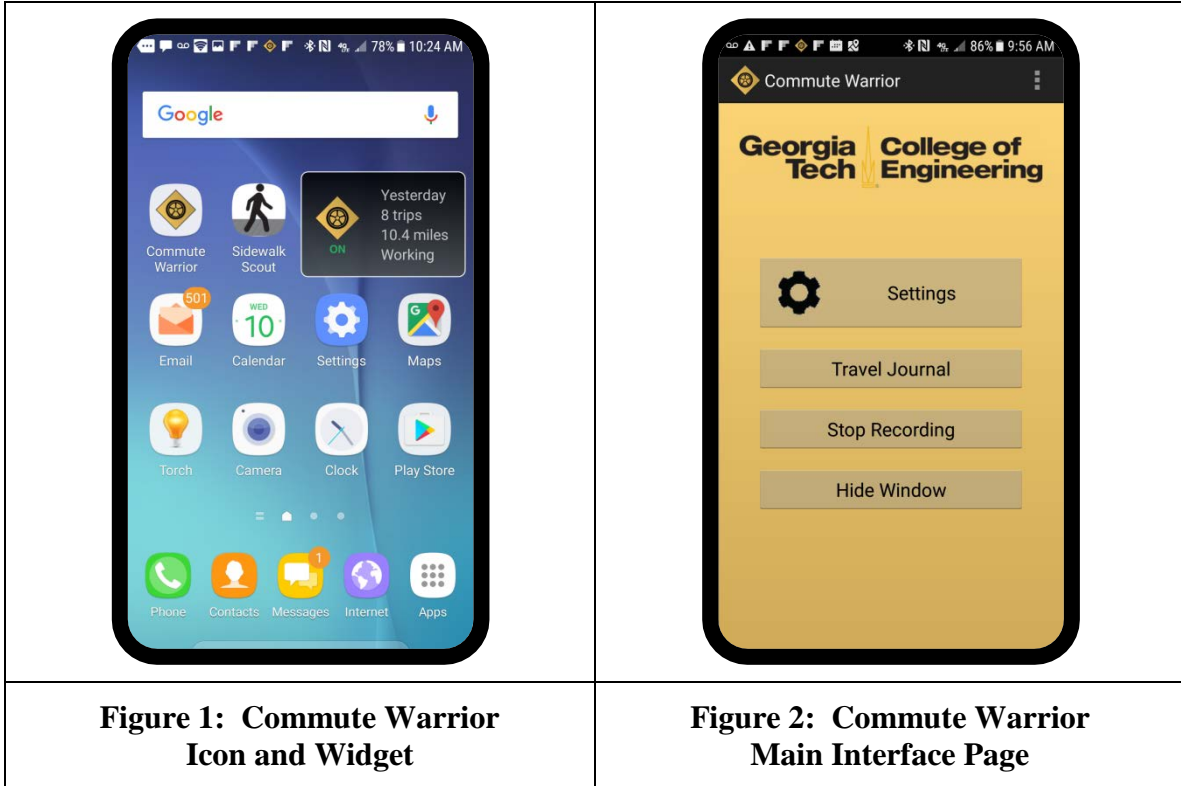 78% 10:24 AM
Google
Yesterday
8 trips
10.4 miles
Working
ON
Commute
Warrior
Sidewalk
Scout
501
WED
10
G
Email
Calendar
Settings
Maps
Torch
Camera
Clock
Play Store
1
Phone
Contacts
Messages
Internet
Apps
Figure 1: Commute Warrior
Icon and Widget
86% 9:56 AM
Commute Warrior
Georgia
Tech
College of
Engineering
Settings
Travel Journal
Stop Recording
Hide Window
Figure 2: Commute Warrior
Main Interface Page